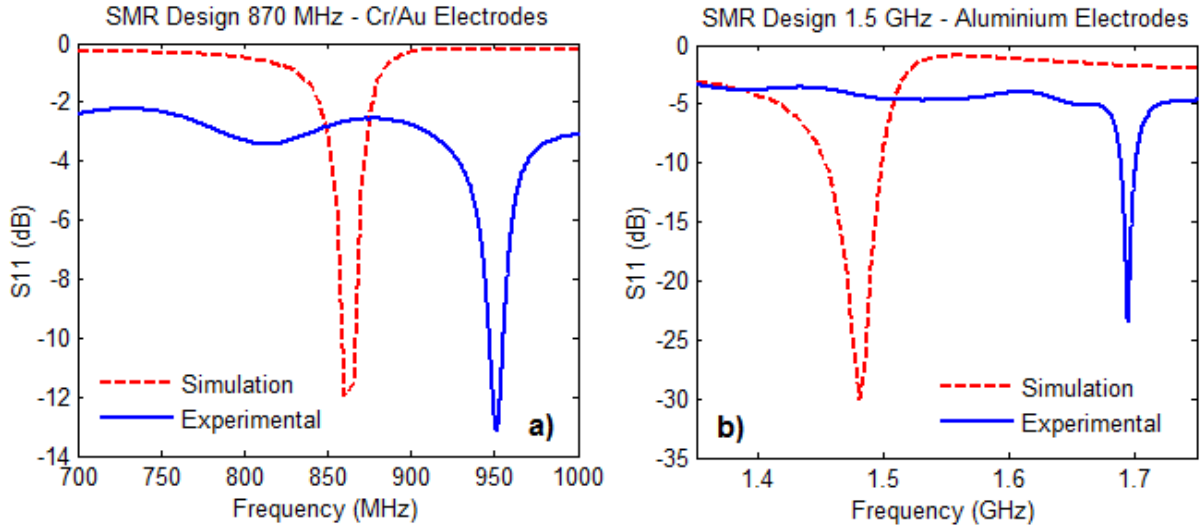 SMR Design 870 MHz - Cr/Au Electrodes
0
-2
-4
-6
-8
-10
-12
-14
S11 (dB)
Simulation
Experimental
a)
700
750
800
850
900
950
1000
Frequency (MHz)
SMR Design 1.5 GHz - Aluminium Electrodes
0
-5
-10
-15
-20
-25
-30
-35
S11 (dB)
Simulation
Experimental
b)
1.4
1.5
1.6
1.7
Frequency (GHz)